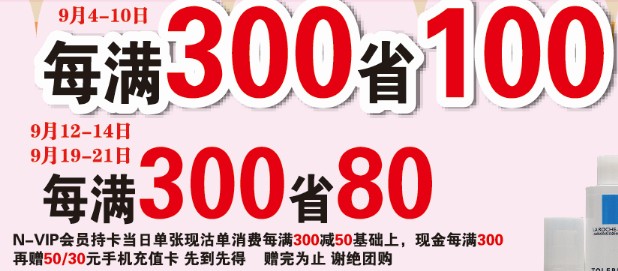 9月4-10日
每满300省100
9月12-14日
9月19-21日
每满300省80
N-VIP会员持卡当日单张现沽单消费每满300减50基础上，现金每满300
再赠50/30元手机充值卡 先到先得 赠完为止 谢绝团购
LA ROCHE-